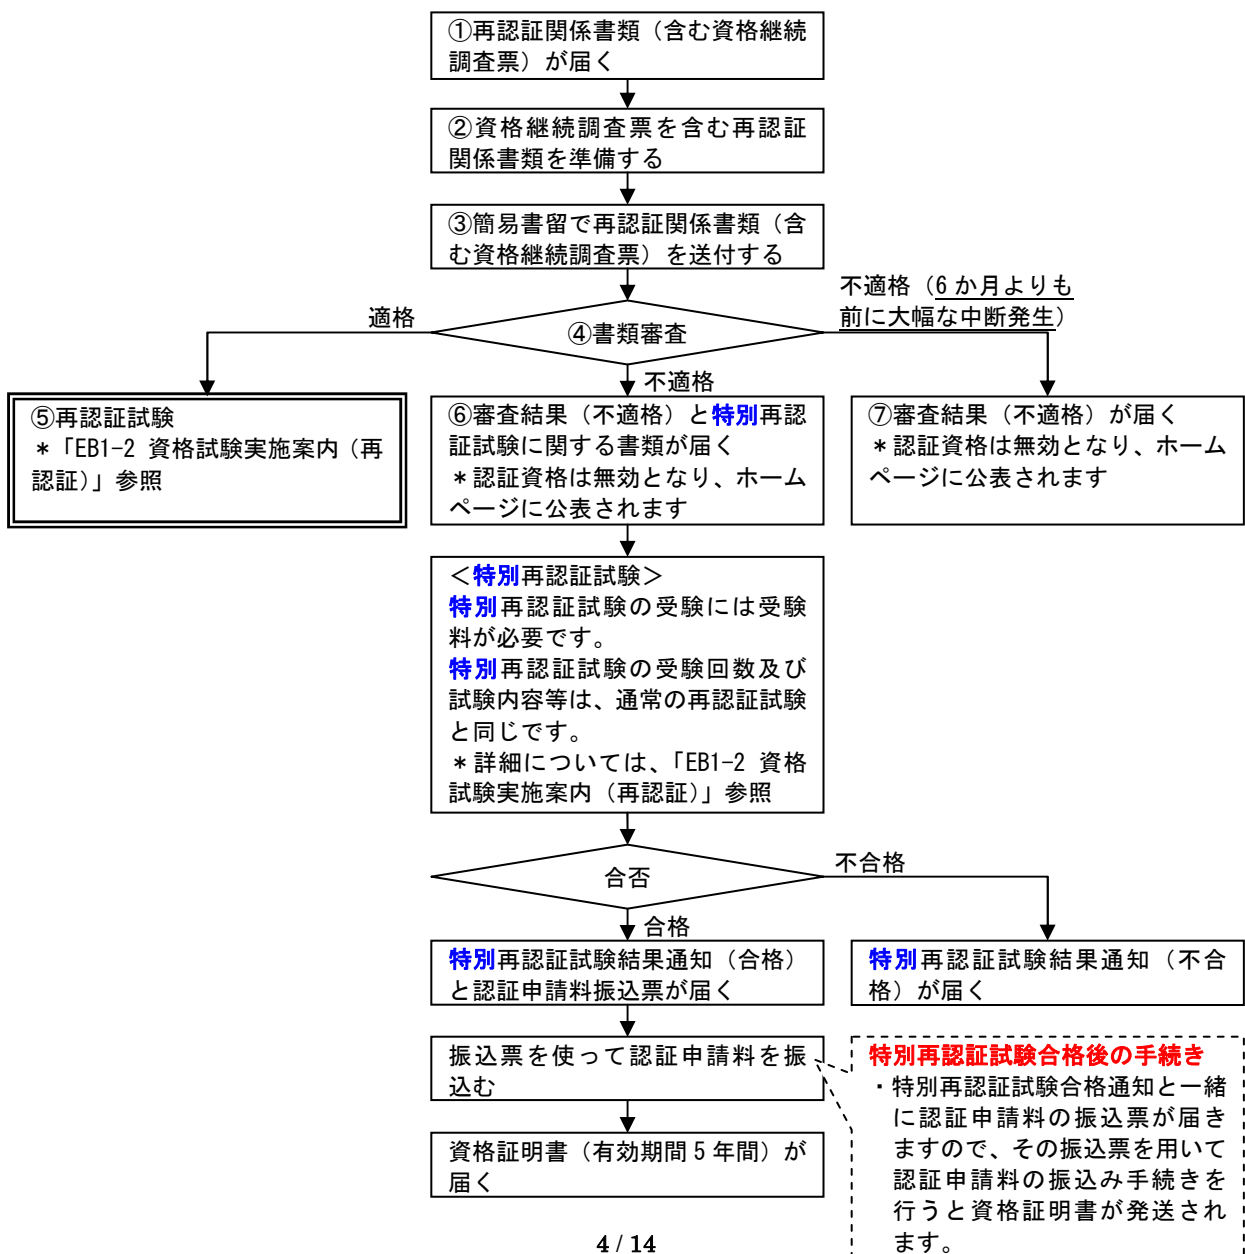 ①再認証関係書類（含む資格継続
調査票）が届く
②資格継続調査票を含む再認証
関係書類を準備する
③簡易書留で再認証関係書類（含
む資格継続調査票）を送付する
④書類審査
適格
不適格（6か月よりも
前に大幅な中断発生）
不適格
⑤再認証試験
＊「EB1-2 資格試験実施案内（再
認証）」参照
⑥審査結果（不適格）と特別再認
証試験に関する書類が届く
＊認証資格は無効となり、ホーム
ページに公表されます
⑦審査結果（不適格）が届く
＊認証資格は無効となり、ホーム
ページに公表されます
＜特別再認証試験＞
特別再認証試験の受験には受験
料が必要です。
特別再認証試験の受験回数及び
試験内容等は、通常の再認証試験
と同じです。
＊詳細については、「EB1-2 資格
試験実施案内（再認証）」参照
合否
不合格
合格
特別再認証試験結果通知（合格）
と認証申請料振込票が届く
特別再認証試験結果通知（不合
格）が届く
振込票を使って認証申請料を振
込む
特別再認証試験合格後の手続き
・特別再認証試験合格通知と一緒
に認証申請料の振込票が届き
ますので、その振込票を用いて
認証申請料の振込み手続きを
行うと資格証明書が発送され
ます。
資格証明書（有効期間5年間）が
届く
4 / 14